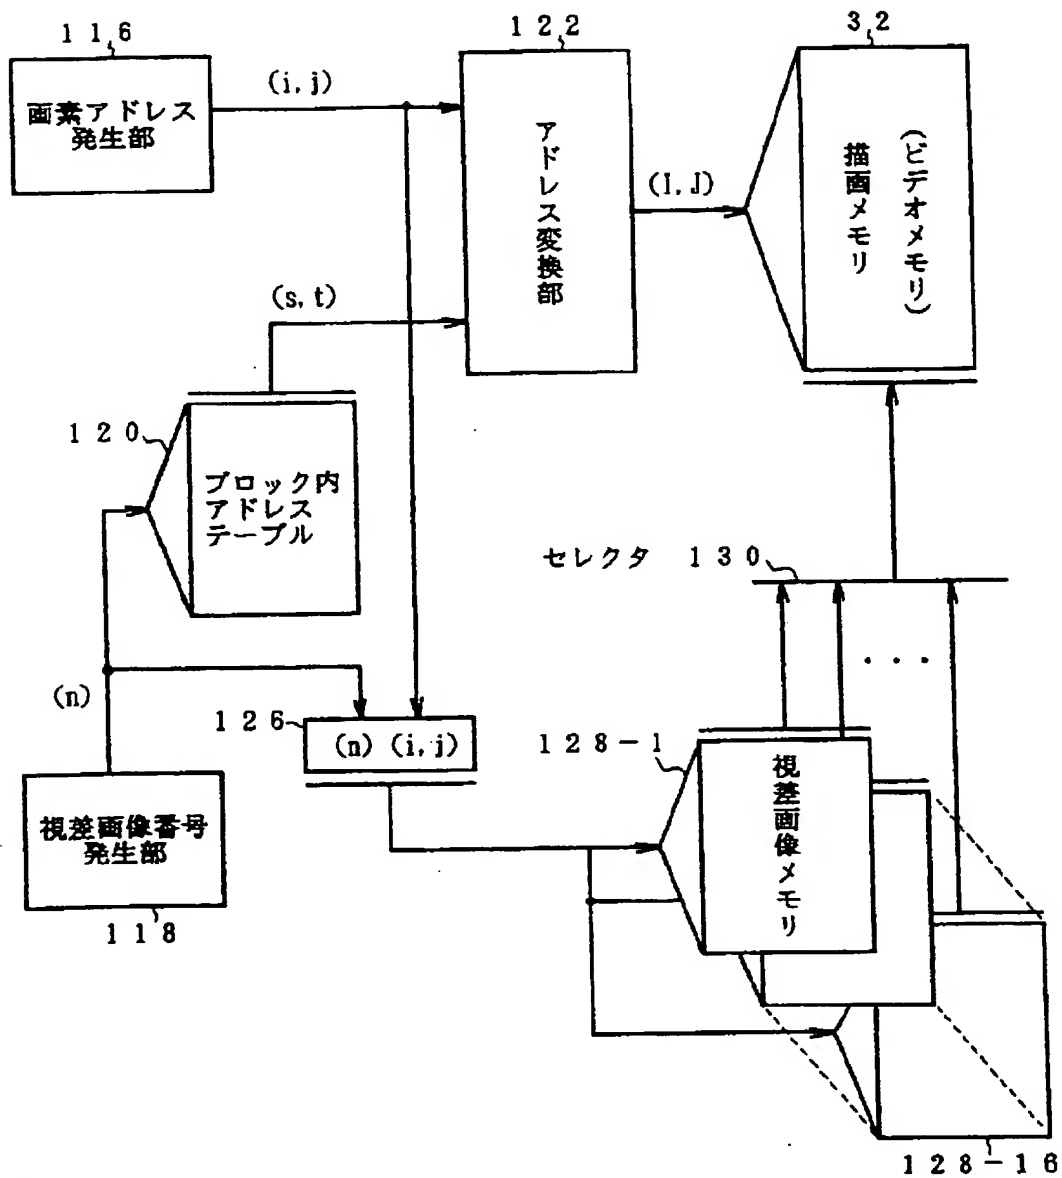 １１６
画素アドレス
発生部
(i, j)
１２２
アドレス変換部
(I, J)
３２
描画メモリ
(ビデオメモリ)
(s, t)
１２０
ブロック内
アドレス
テーブル
セレクタ １３０
・・・
(n)
１２６
(n) (i, j)
１２８－１
視差画像メモリ
視差画像番号
発生部
１１８
１２８－１６